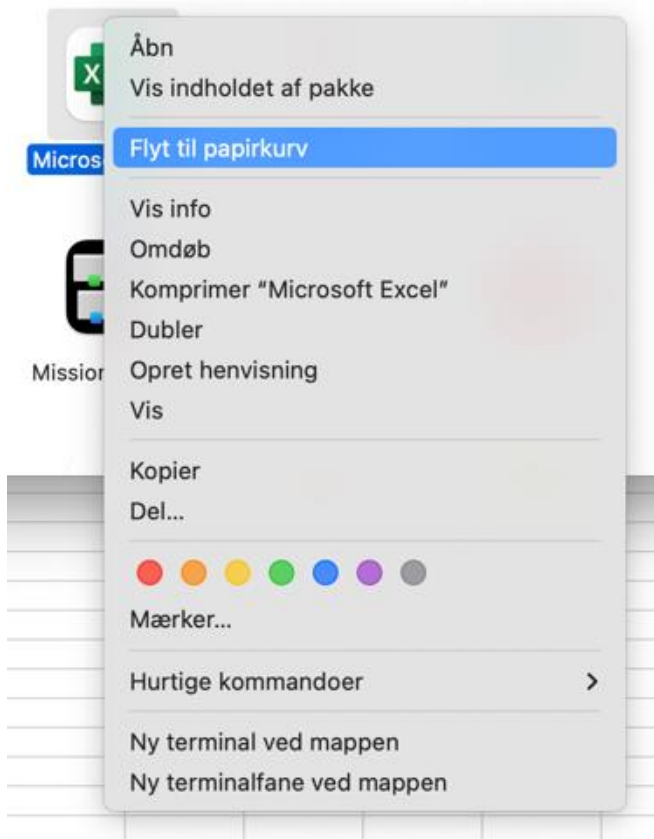 Åbn
Vis indholdet af pakke
Micros
Flyt til papirkurv
Vis info
Omdøb
Komprimer “Microsoft Excel”
Dubler
Mission
Opret henvisning
Vis
Kopier
Del...
Mærker...
Hurtige kommandoer
Ny terminal ved mappen
Ny terminalfane ved mappen